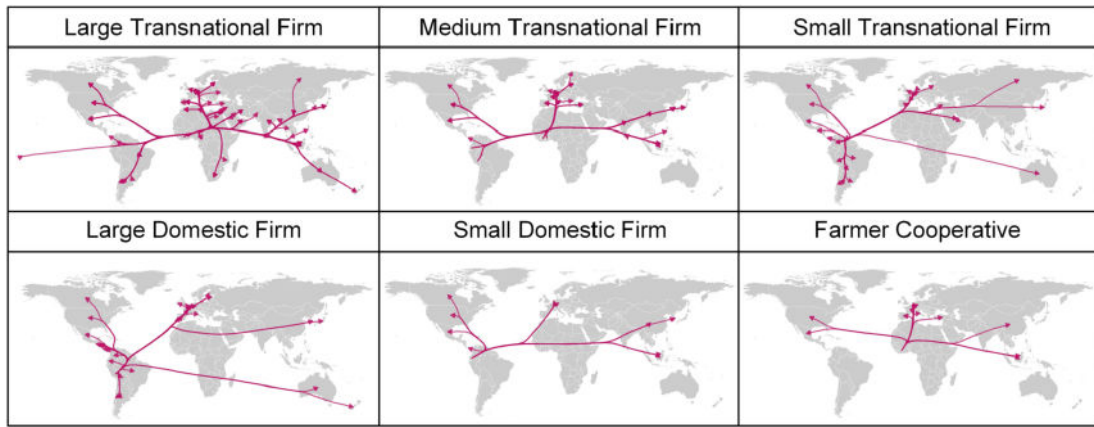 Large Transnational Firm
Medium Transnational Firm
Small Transnational Firm
Large Domestic Firm
Small Domestic Firm
Farmer Cooperative